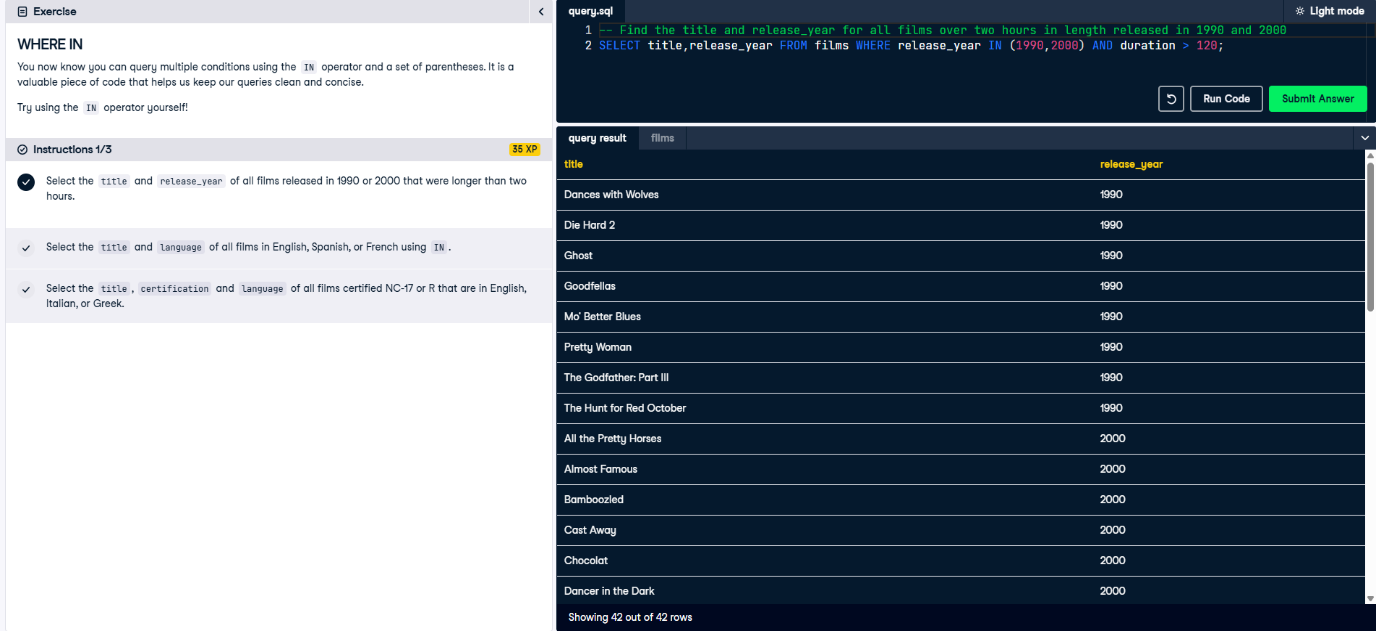 Exercise
WHERE IN
You now know you can query multiple conditions using the IN operator and a set of parentheses. It is a
valuable piece of code that helps us keep our queries clean and concise.
Try using the IN operator yourself!
Instructions 1/3
35 XP
Select the title and release_year of all films released in 1990 or 2000 that were longer than two
hours.
Select the title and language of all films in English, Spanish, or French using IN .
Select the title , certification and language of all films certified NC-17 or R that are in English,
Italian, or Greek.
query.sql
Light mode
1 -- Find the title and release_year for all films over two hours in length released in 1990 and 2000
2 SELECT title,release_year FROM films WHERE release_year IN (1990,2000) AND duration > 120;
Run Code
Submit Answer
query result films
title release_year
Dances with Wolves 1990
Die Hard 2 1990
Ghost 1990
Goodfellas 1990
Mo' Better Blues 1990
Pretty Woman 1990
The Godfather: Part III 1990
The Hunt for Red October 1990
All the Pretty Horses 2000
Almost Famous 2000
Bamboozled 2000
Cast Away 2000
Chocolat 2000
Dancer in the Dark 2000
Showing 42 out of 42 rows